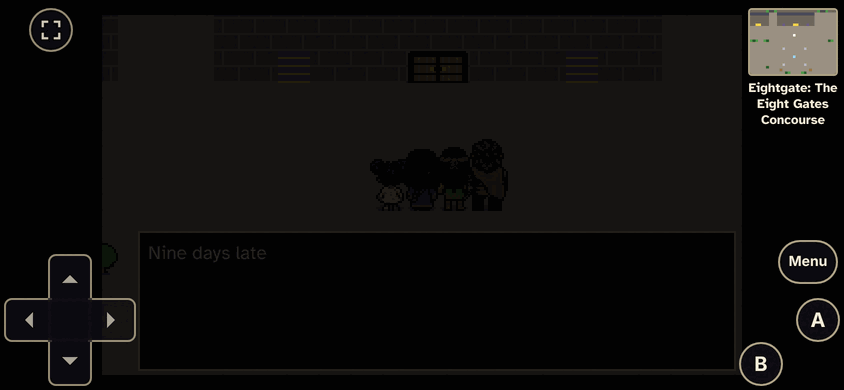 Eightgate: The
Eight Gates
Concourse
Nine days late
Menu
A
B